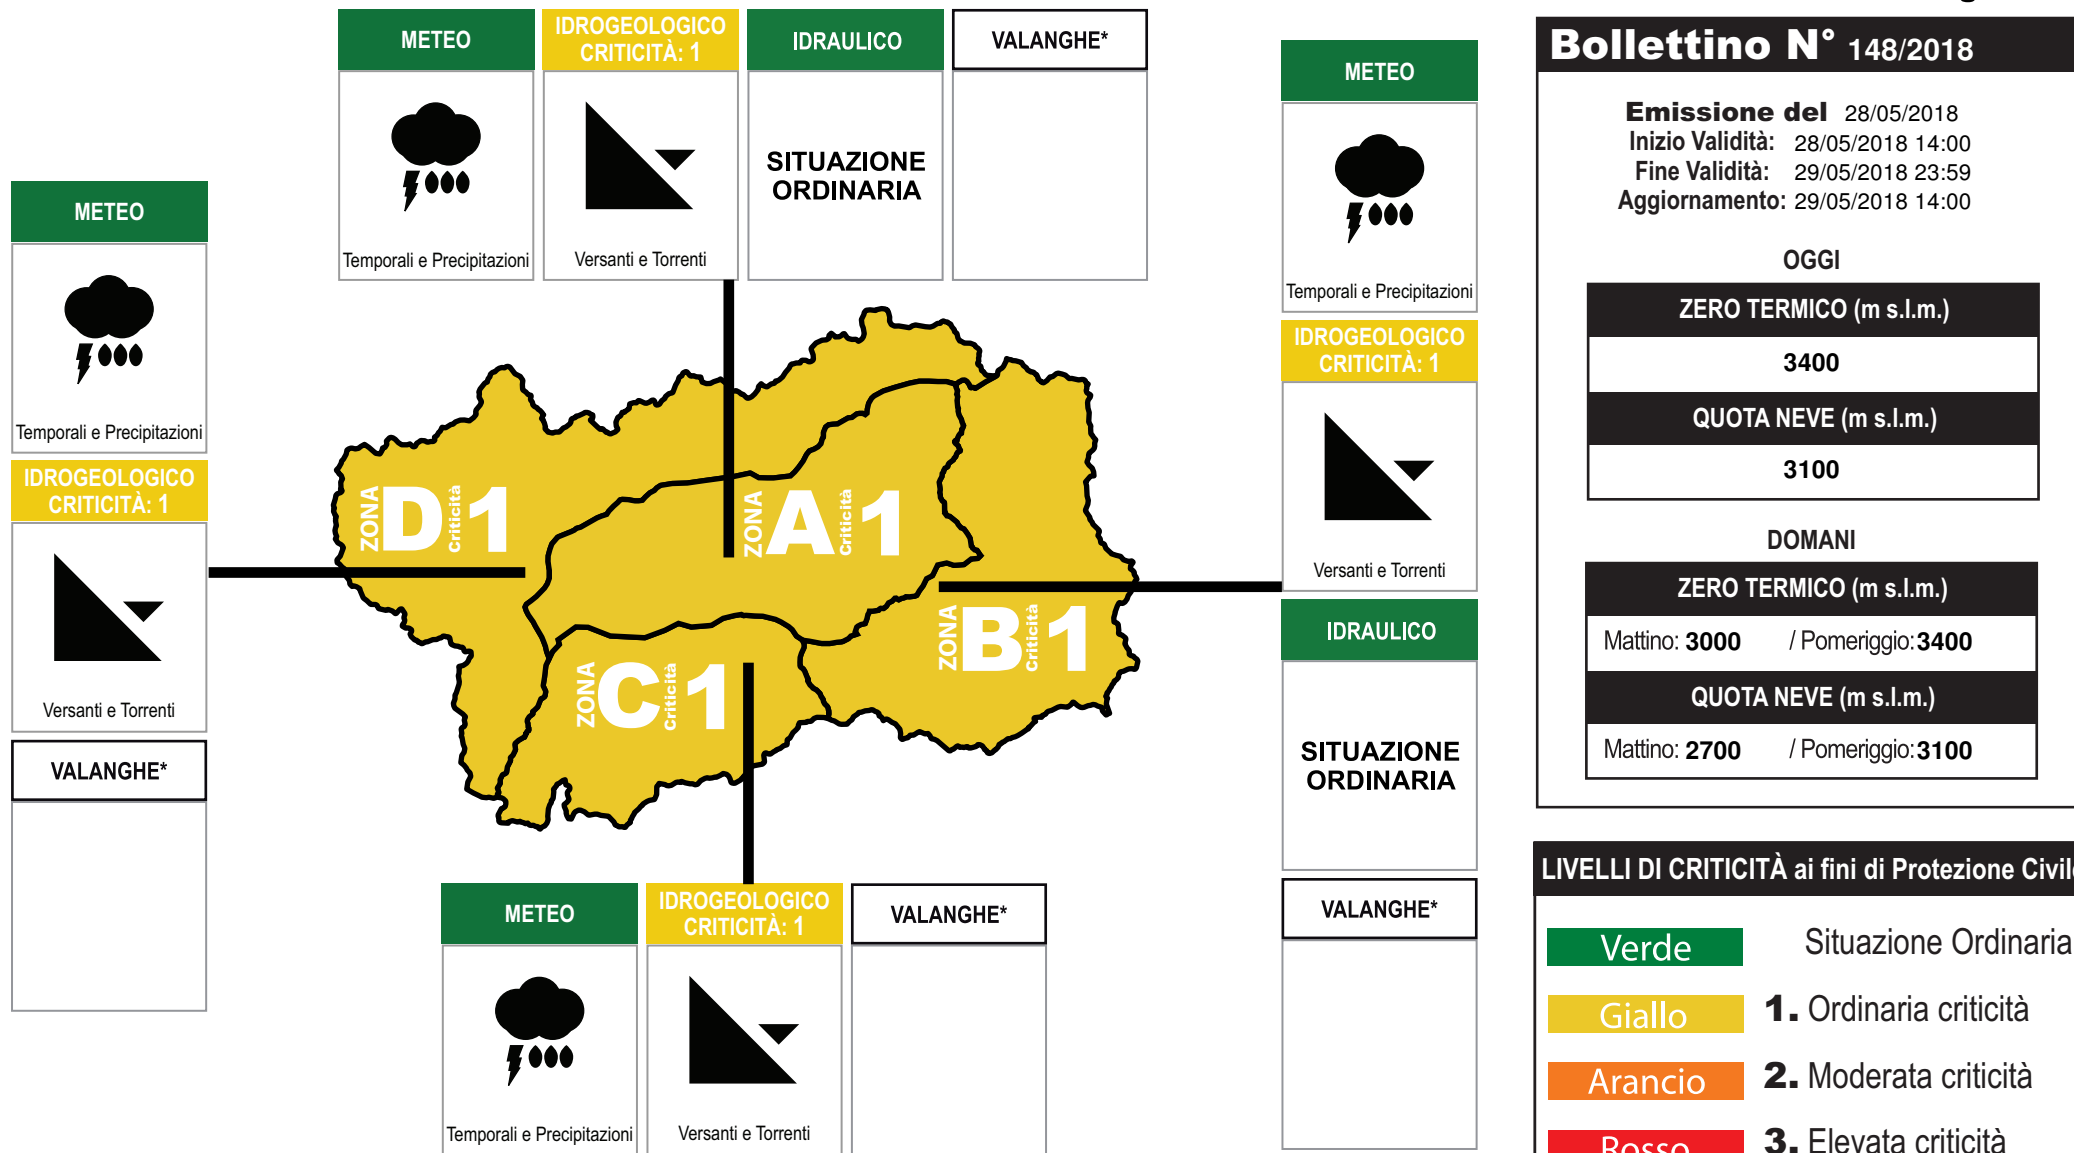 METEO
IDROGEOLOGICO
CRITICITÀ: 1
IDRAULICO
VALANGHE*
SITUAZIONE
ORDINARIA
Temporali e Precipitazioni
Versanti e Torrenti
METEO
Temporali e Precipitazioni
IDROGEOLOGICO
CRITICITÀ: 1
Versanti e Torrenti
VALANGHE*
METEO
Temporali e Precipitazioni
IDROGEOLOGICO
CRITICITÀ: 1
Versanti e Torrenti
IDRAULICO
SITUAZIONE
ORDINARIA
VALANGHE*
ZONA D Criticità 1
ZONA A Criticità 1
ZONA B Criticità 1
ZONA C Criticità 1
METEO
IDROGEOLOGICO
CRITICITÀ: 1
VALANGHE*
Temporali e Precipitazioni
Versanti e Torrenti
Bollettino N° 148/2018
Emissione del 28/05/2018
Inizio Validità: 28/05/2018 14:00
Fine Validità: 29/05/2018 23:59
Aggiornamento: 29/05/2018 14:00
OGGI
ZERO TERMICO (m s.l.m.)
3400
QUOTA NEVE (m s.l.m.)
3100
DOMANI
ZERO TERMICO (m s.l.m.)
Mattino: 3000 / Pomeriggio: 3400
QUOTA NEVE (m s.l.m.)
Mattino: 2700 / Pomeriggio: 3100
LIVELLI DI CRITICITÀ ai fini di Protezione Civile
Verde Situazione Ordinaria
Giallo 1. Ordinaria criticità
Arancio 2. Moderata criticità
Rosso 3. Elevata criticità